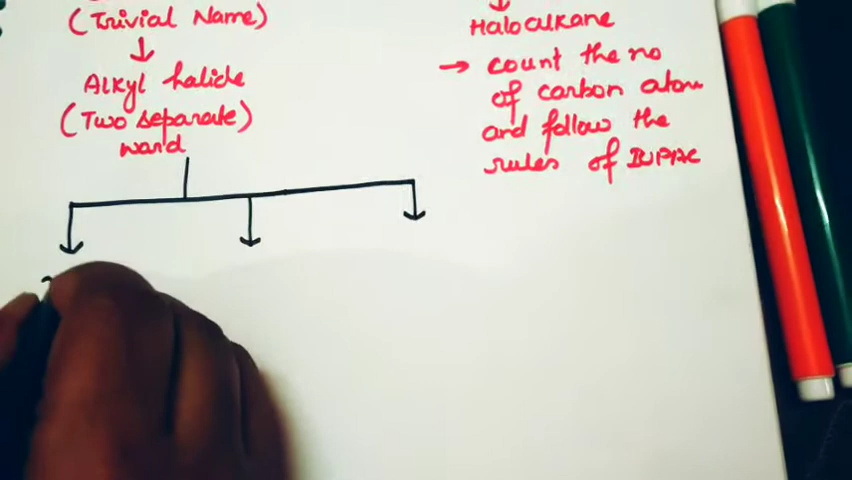 (Trivial Name)
Alkyl halide
(Two separate)
word
Haloalkane
→ count the no
of carbon atom
and follow the
rules of IUPAC